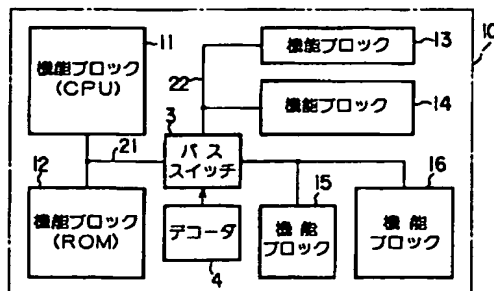 11
機能ブロック
(CPU)
機能ブロック
13
10
22
機能ブロック
14
3
バス
スイッチ
21
12
機能ブロック
(ROM)
デコーダ
4
15
機能
ブロック
16
機能
ブロック